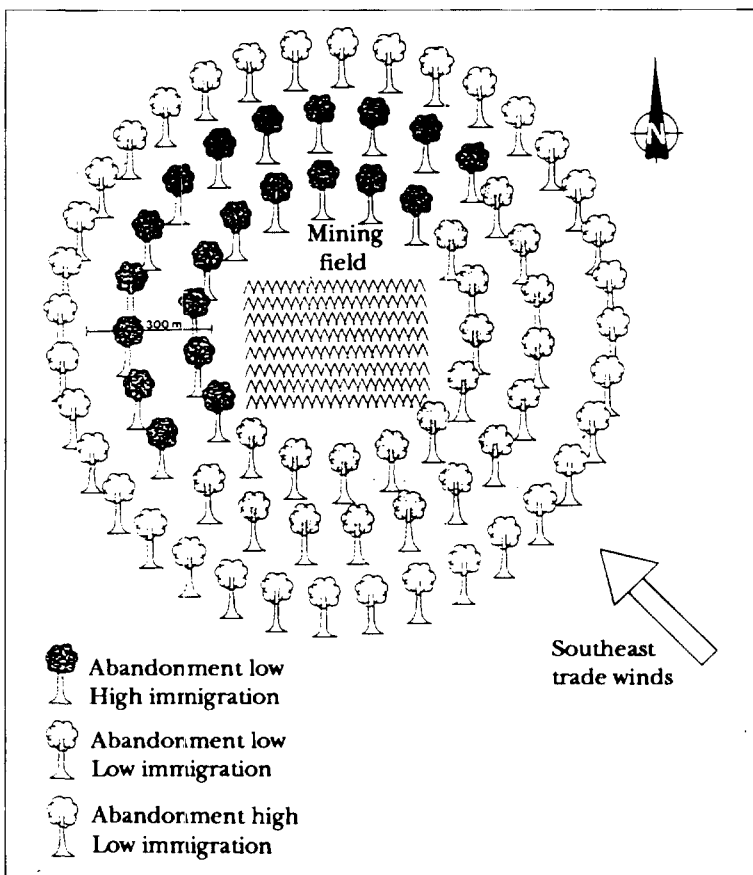 N
Mining
field
300 m
Southeast
trade winds
Abandonment low
High immigration
Abandonment low
Low immigration
Abandonment high
Low immigration